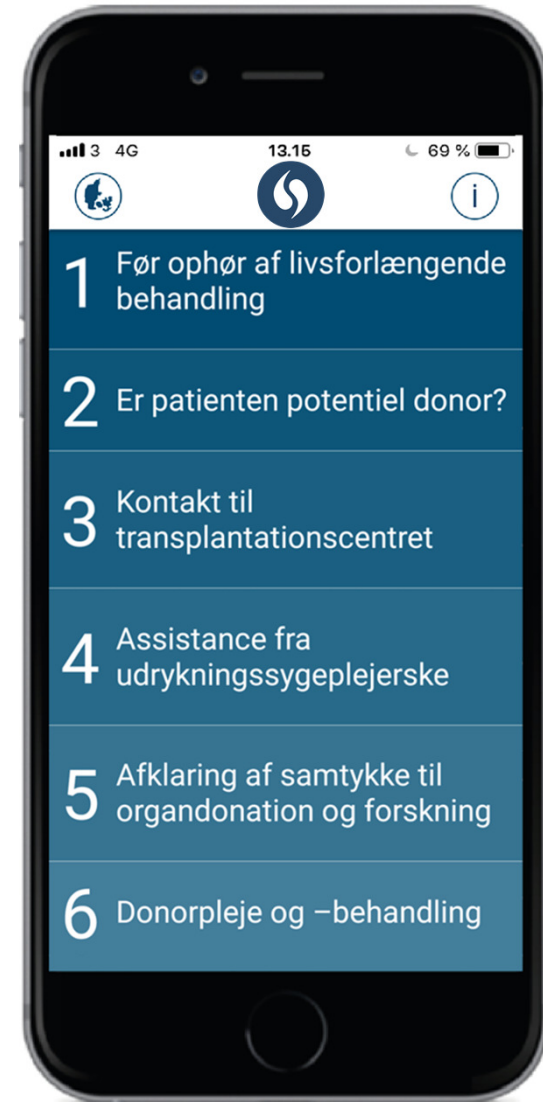 3 4G 13.15 69 %
i
1 Før ophør af livsforlængende
behandling
2 Er patienten potentiel donor?
3 Kontakt til
transplantationscentret
4 Assistance fra
udrykningssygeplejerske
5 Afklaring af samtykke til
organdonation og forskning
6 Donorpleje og –behandling